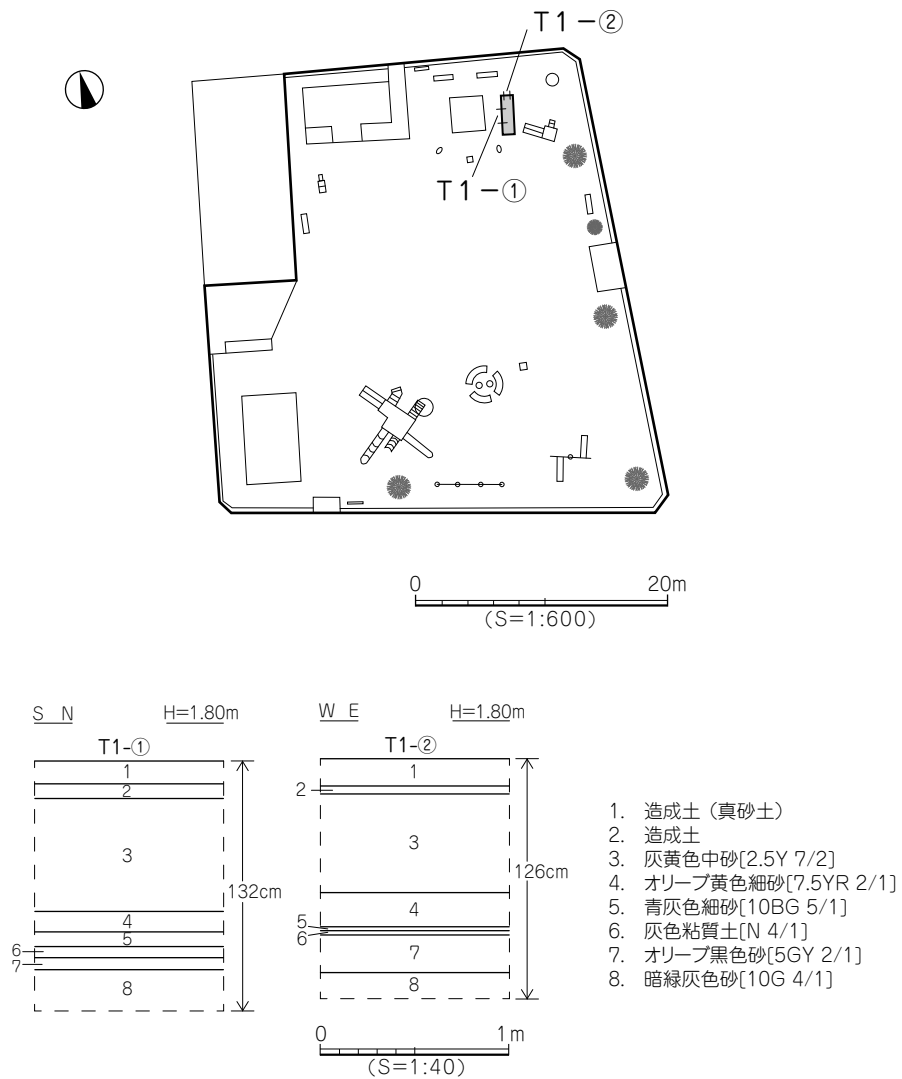 T1－②
T1－①
0 20m
(S=1:600)
S N H=1.80m
T1-①
1
2
3
4
5
6
7
8
132cm
W E H=1.80m
T1-②
1
2
3
4
5
6
7
8
126cm
0 1m
(S=1:40)
1. 造成土（真砂土）
2. 造成土
3. 灰黄色中砂[2.5Y 7/2]
4. オリーブ黄色細砂[7.5YR 2/1]
5. 青灰色細砂[10BG 5/1]
6. 灰色粘質土[N 4/1]
7. オリーブ黒色砂[5GY 2/1]
8. 暗緑灰色砂[10G 4/1]